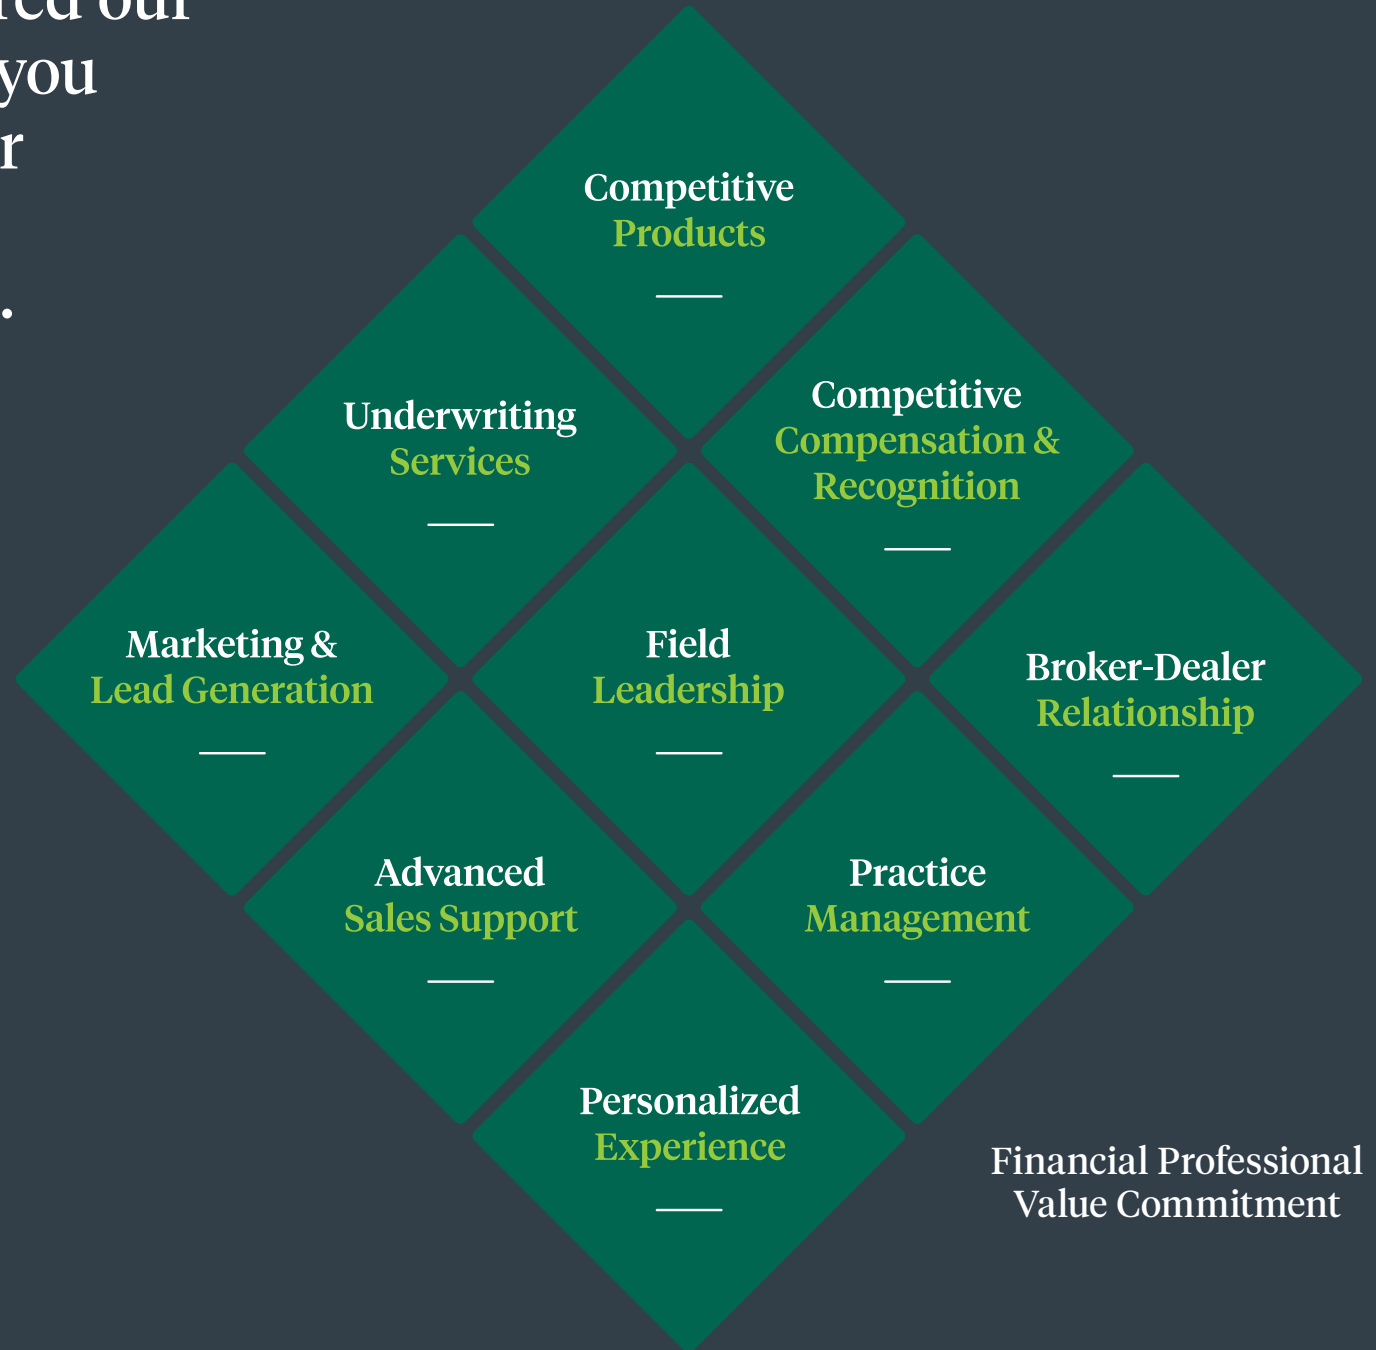 our
you
r
.
Competitive
Products
Underwriting
Services
Competitive
Compensation &
Recognition
Marketing &
Lead Generation
Field
Leadership
Broker-Dealer
Relationship
Advanced
Sales Support
Practice
Management
Personalized
Experience
Financial Professional
Value Commitment